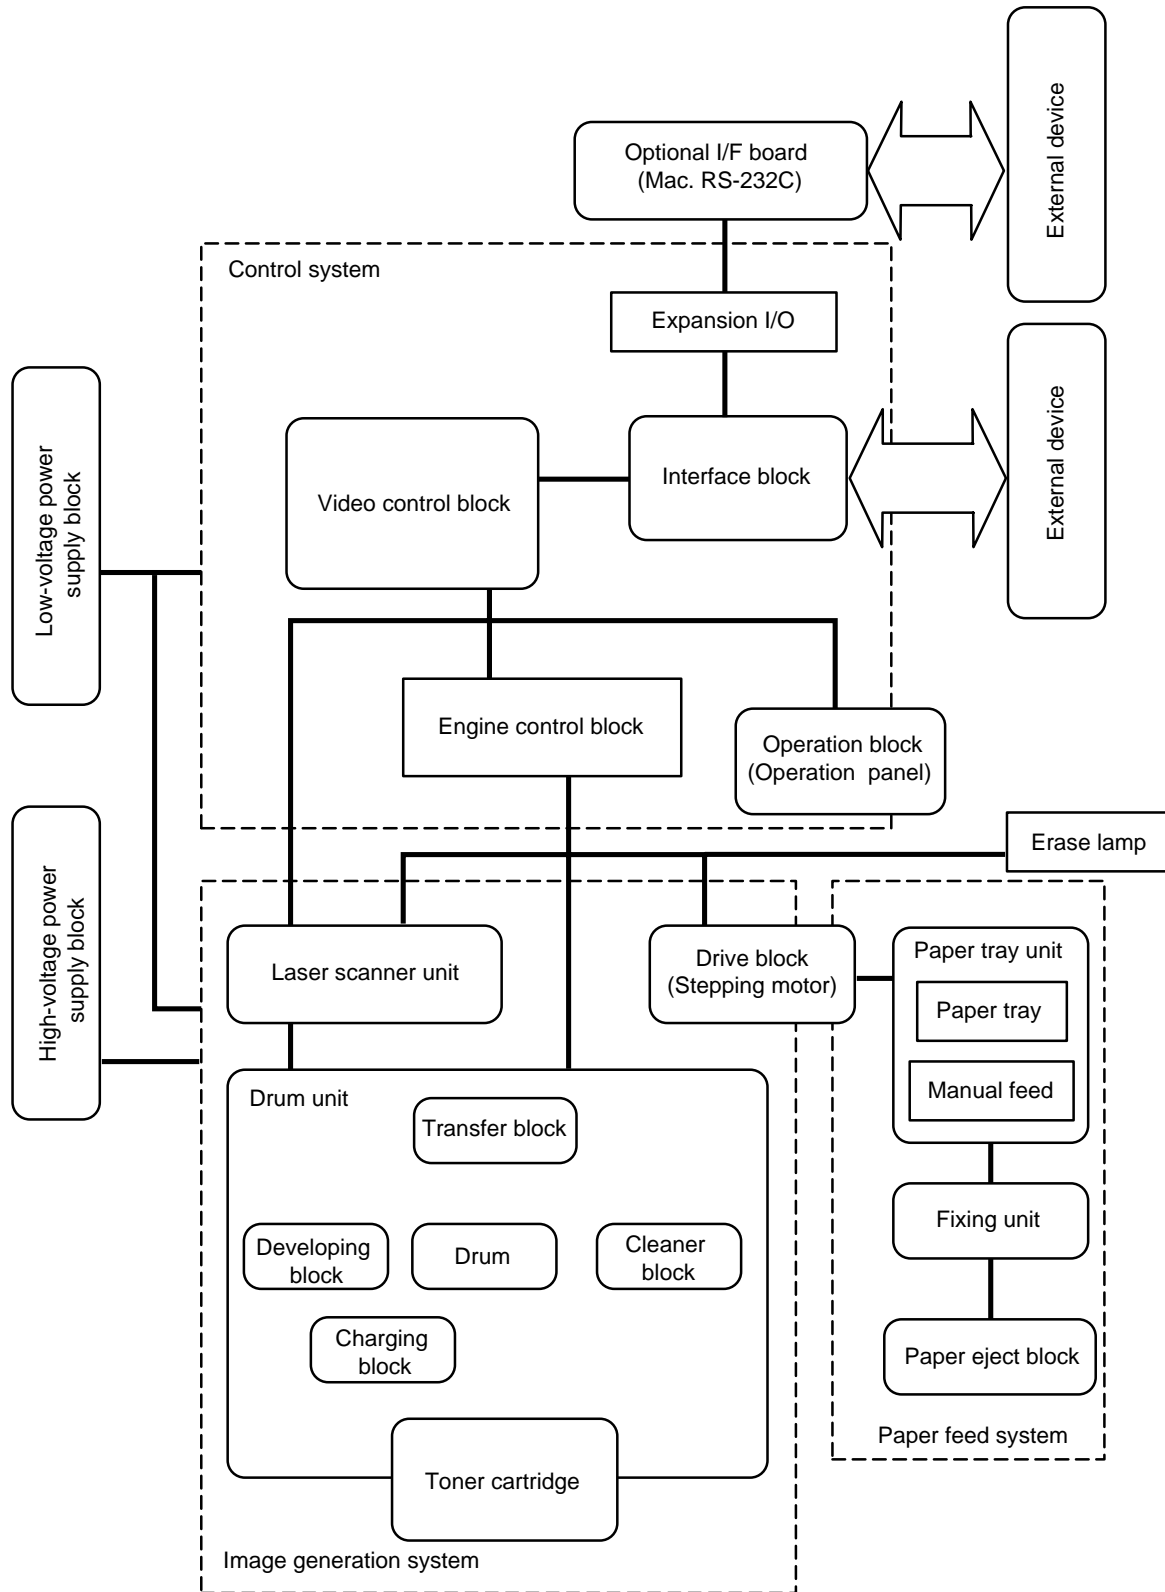 External device
Optional I/F board
(Mac. RS-232C)
Control system
Expansion I/O
External device
Low-voltage power
supply block
Video control block
Interface block
Engine control block
Operation block
(Operation panel)
High-voltage power
supply block
Erase lamp
Laser scanner unit
Drive block
(Stepping motor)
Paper tray unit
Paper tray
Manual feed
Drum unit
Transfer block
Developing
block
Drum
Cleaner
block
Fixing unit
Charging
block
Paper eject block
Toner cartridge
Paper feed system
Image generation system